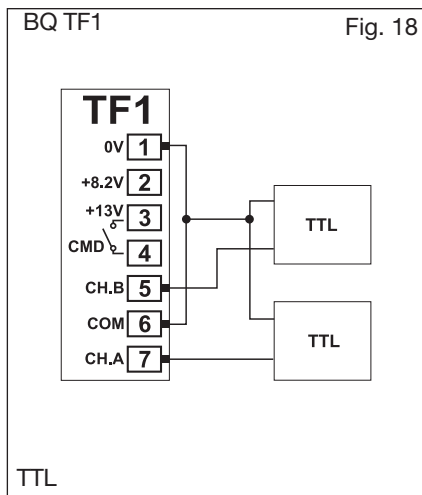 BQ TF1
Fig. 18
TF1
0V 1
+8.2V 2
+13V 3
CMD 4
CH.B 5
COM 6
CH.A 7
TTL
TTL
TTL